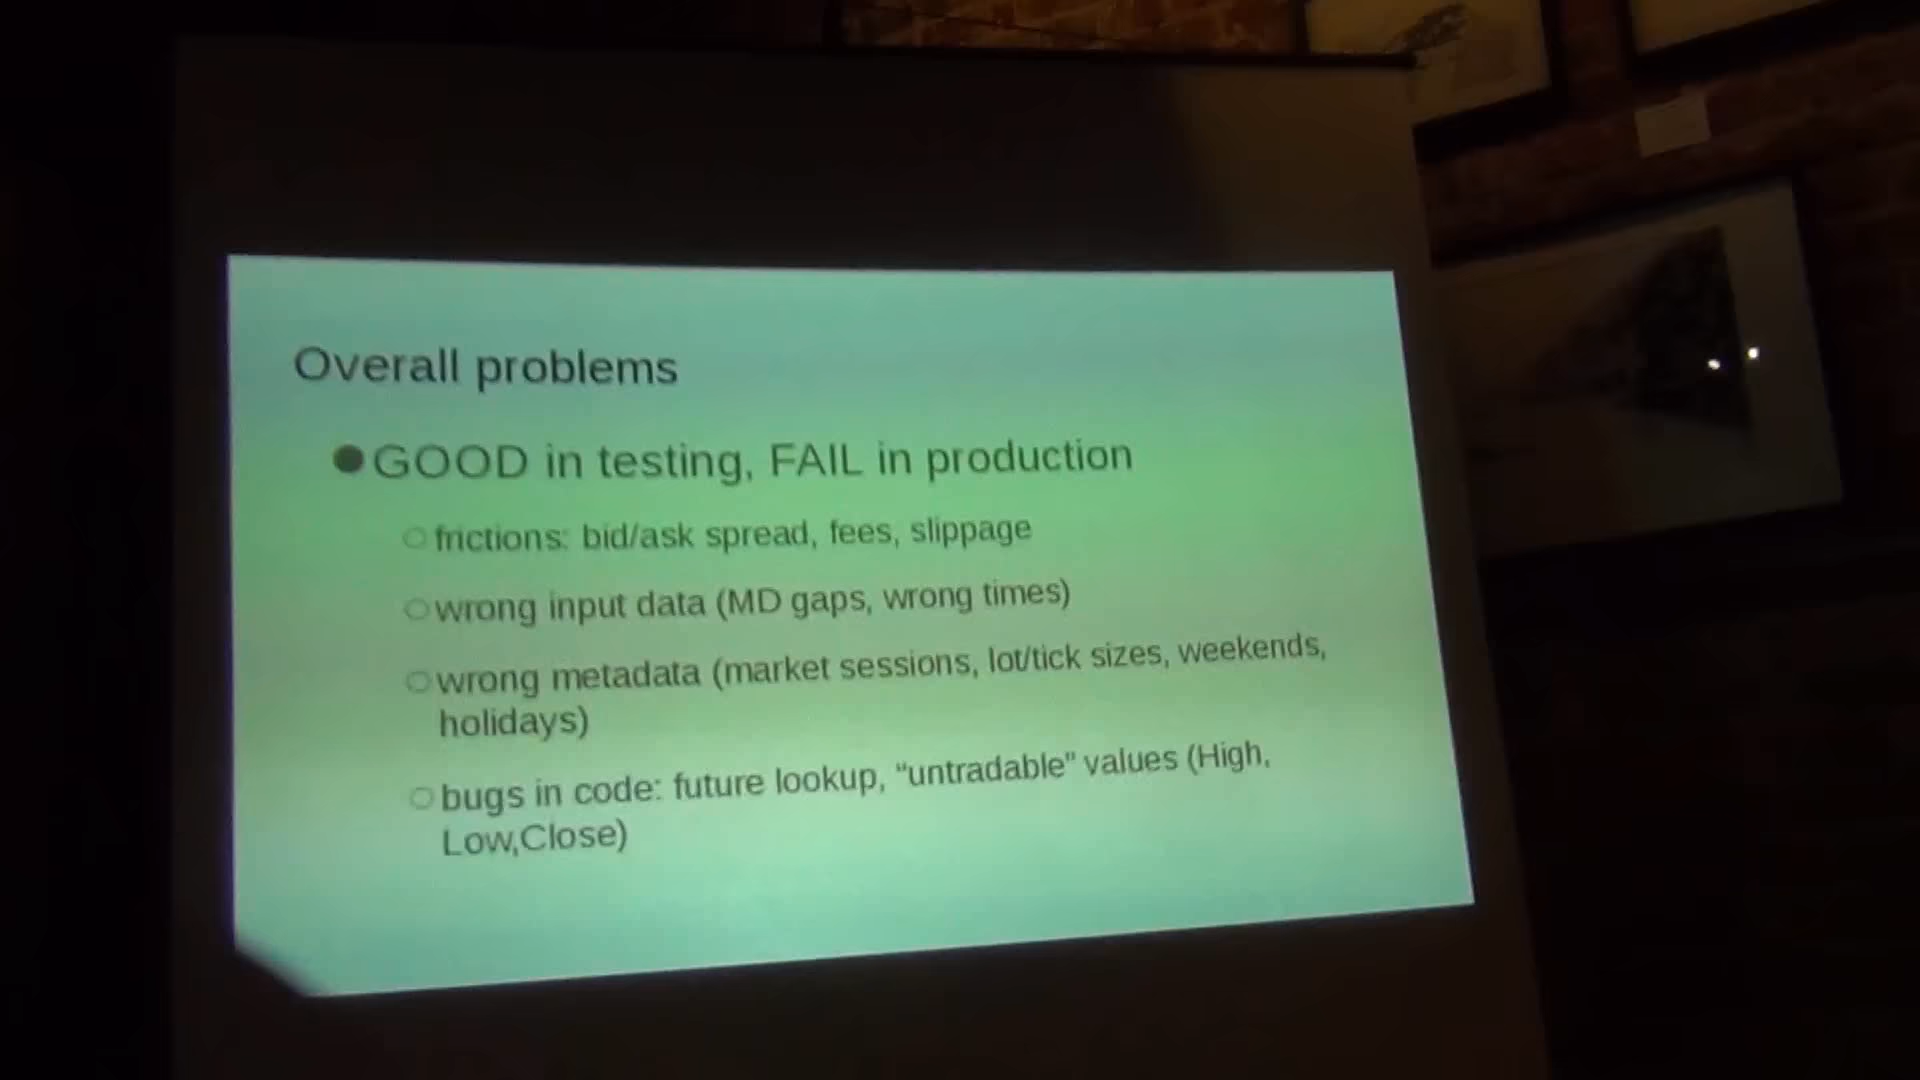 Overall problems
GOOD in testing, FAIL in production
frictions: bid/ask spread, fees, slippage
wrong input data (MD gaps, wrong times)
wrong metadata (market sessions, lot/tick sizes, weekends,
holidays)
bugs in code: future lookup, “untradable” values (High,
Low,Close)